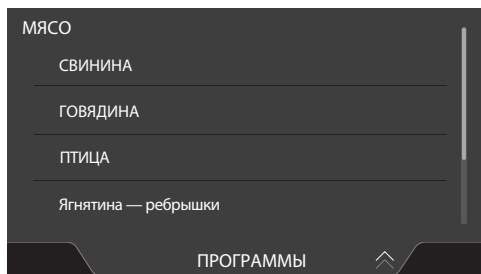 МЯСО
СВИНИНА
ГОВЯДИНА
ПТИЦА
Ягнятина — ребрышки
ПРОГРАММЫ